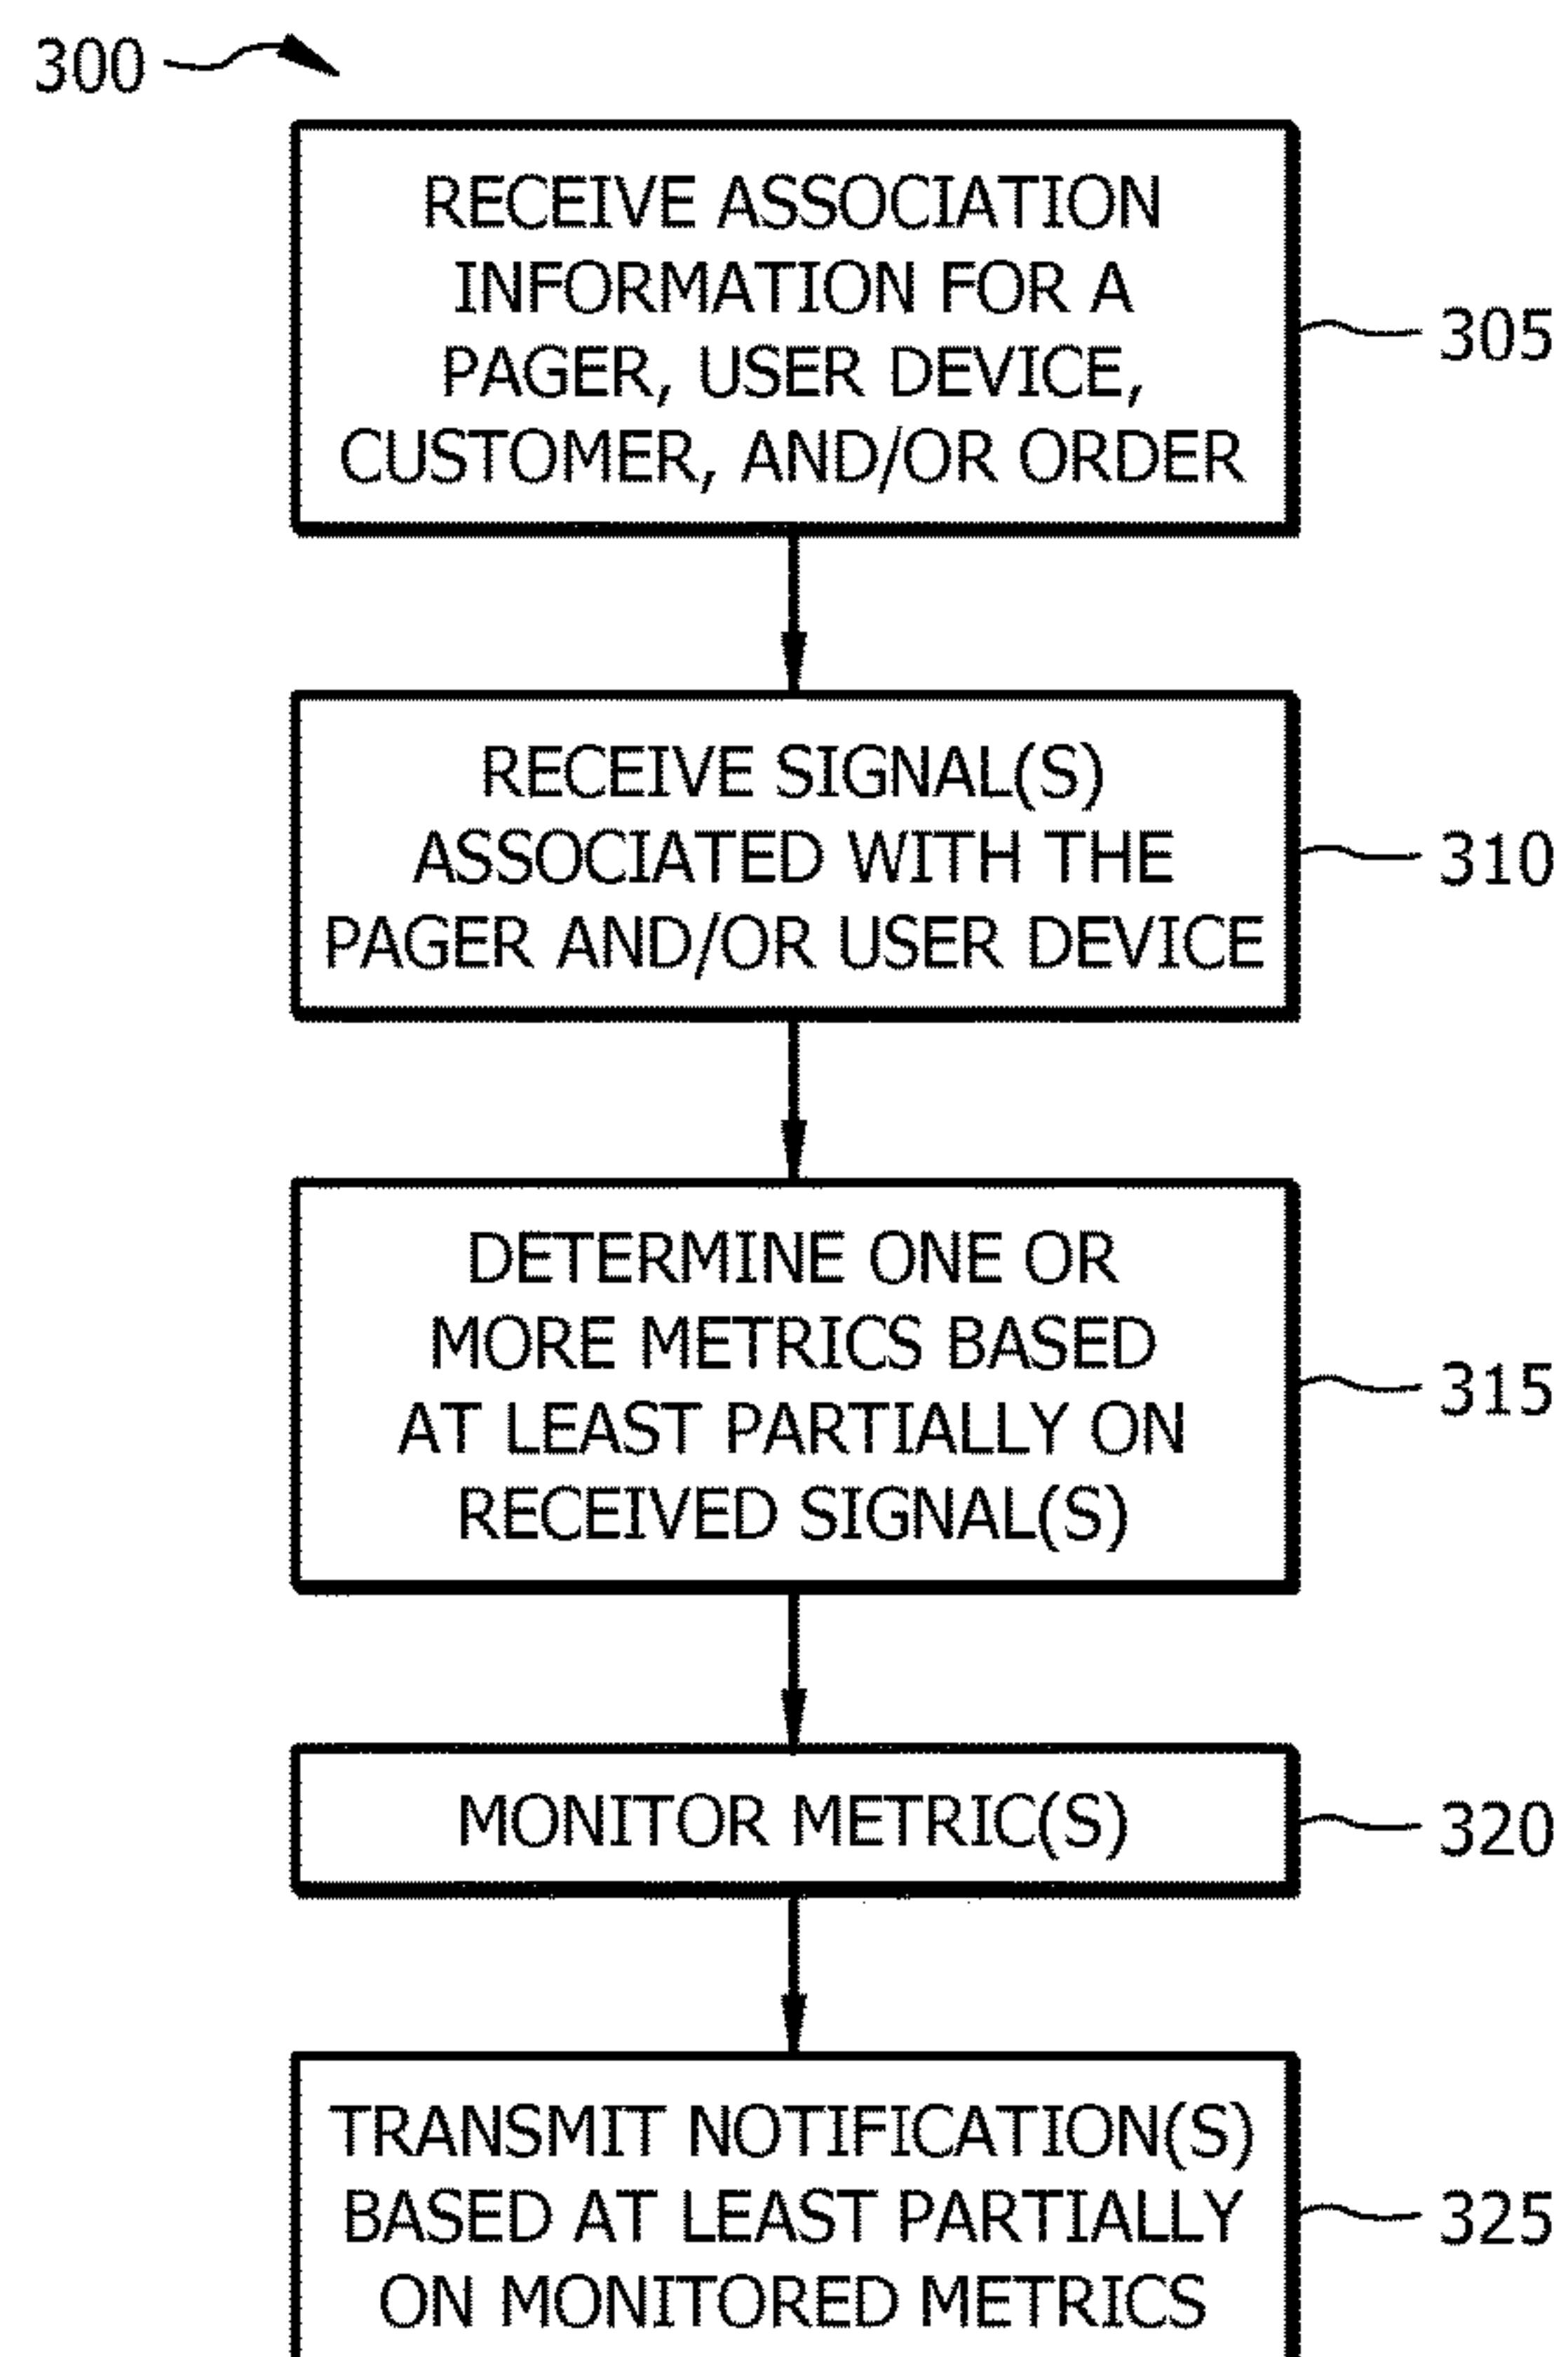 300
RECEIVE ASSOCIATION
INFORMATION FOR A
PAGER, USER DEVICE,
CUSTOMER, AND/OR ORDER
305
RECEIVE SIGNAL(S)
ASSOCIATED WITH THE
PAGER AND/OR USER DEVICE
310
DETERMINE ONE OR
MORE METRICS BASED
AT LEAST PARTIALLY ON
RECEIVED SIGNAL(S)
315
MONITOR METRIC(S)
320
TRANSMIT NOTIFICATION(S)
BASED AT LEAST PARTIALLY
ON MONITORED METRICS
325